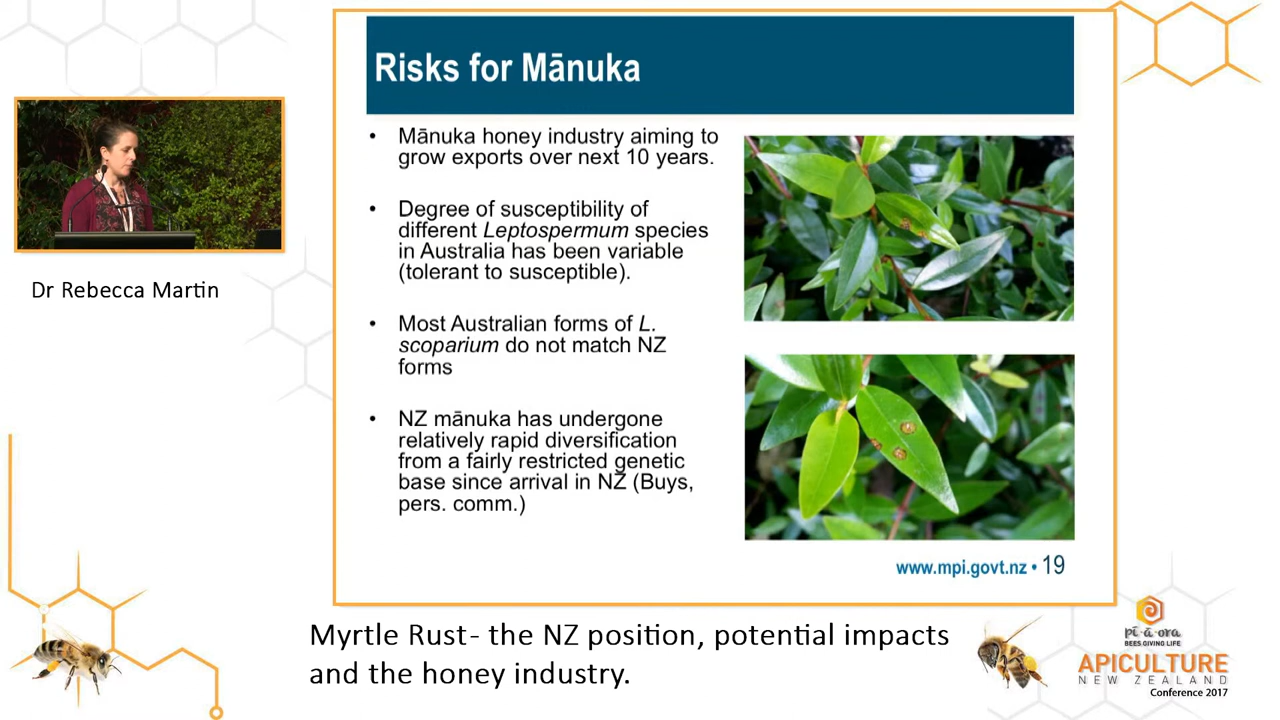 Risks for Mānuka
• Mānuka honey industry aiming to
grow exports over next 10 years.
• Degree of susceptibility of
different Leptospermum species
in Australia has been variable
(tolerant to susceptible).
• Most Australian forms of L.
scoparium do not match NZ
forms
• NZ mānuka has undergone
relatively rapid diversification
from a fairly restricted genetic
base since arrival in NZ (Buys,
pers. comm.)
www.mpi.govt.nz • 19
Dr Rebecca Martin
Myrtle Rust- the NZ position, potential impacts
and the honey industry.
pī-ā-ora
BEES GIVING LIFE
APICULTURE
NEW ZEALAND
Conference 2017